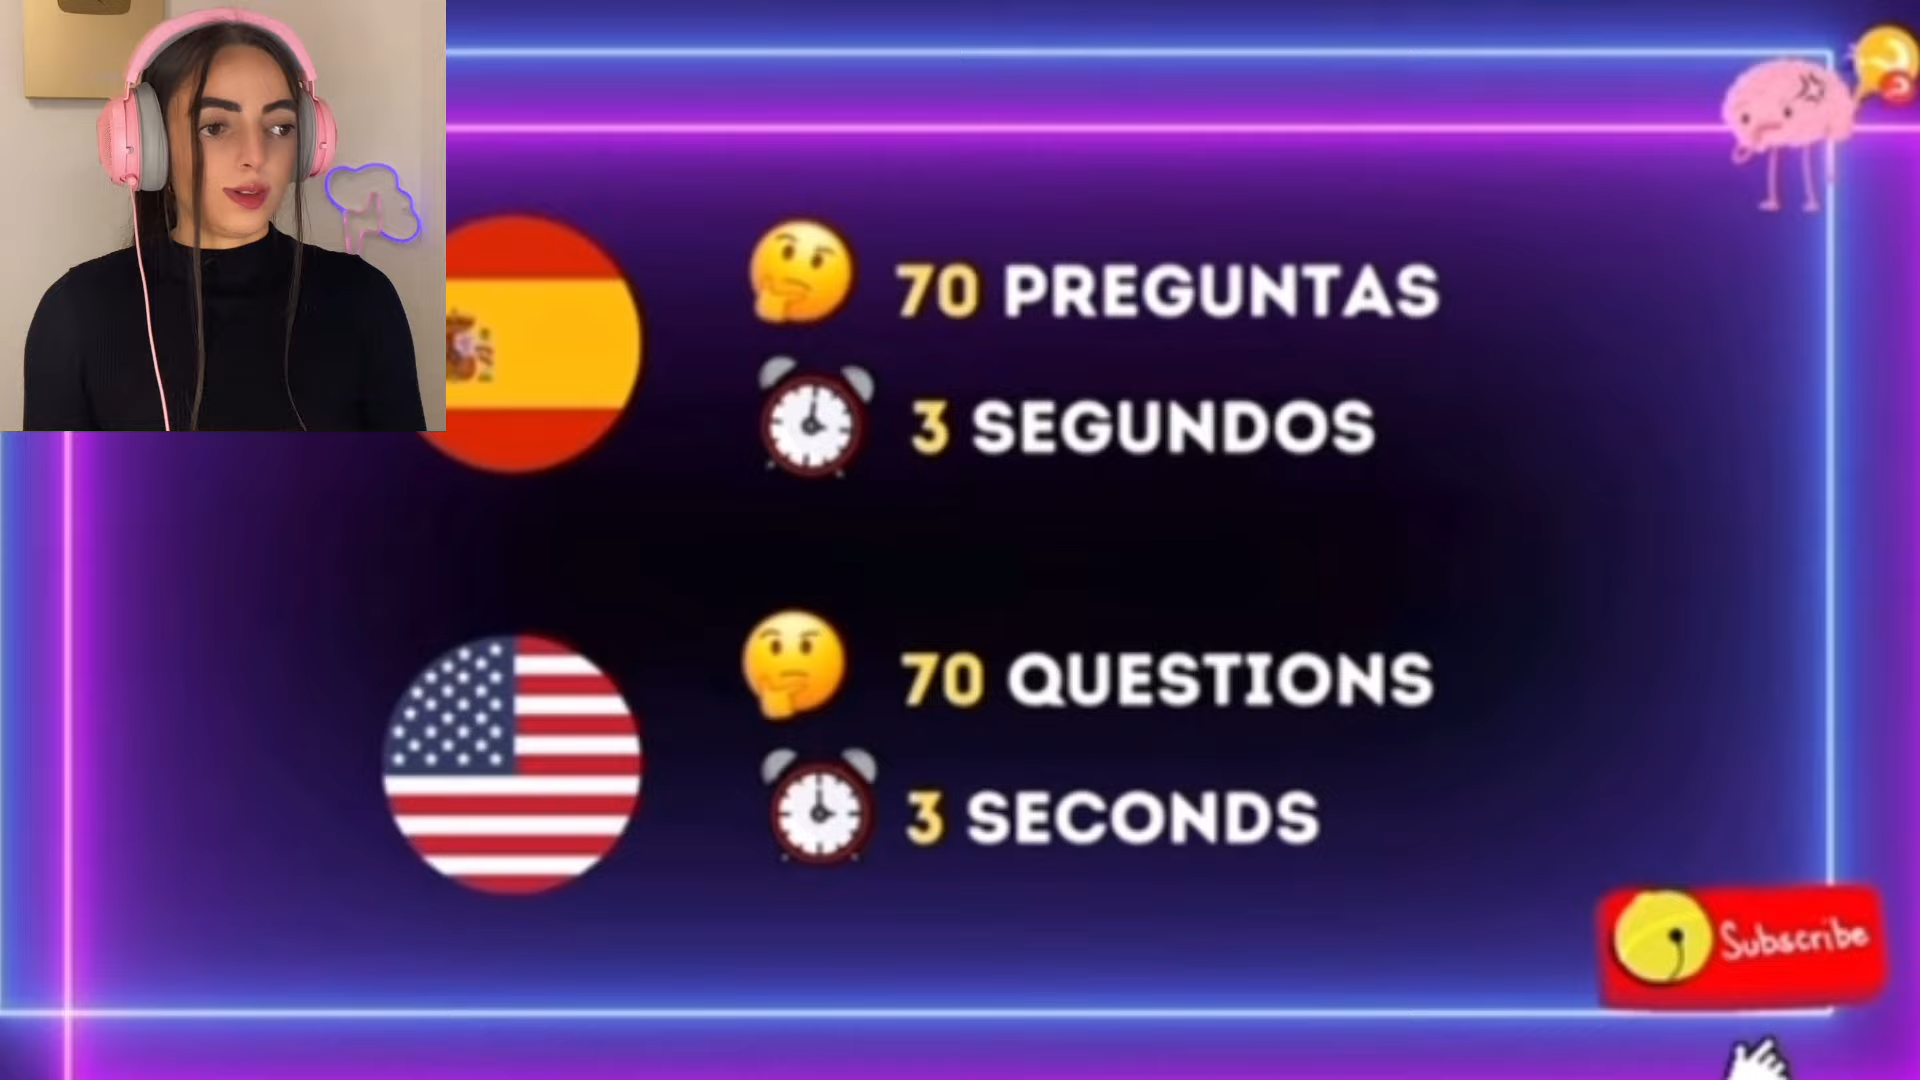 70 PREGUNTAS
3 SEGUNDOS
70 QUESTIONS
3 SECONDS
Subscribe